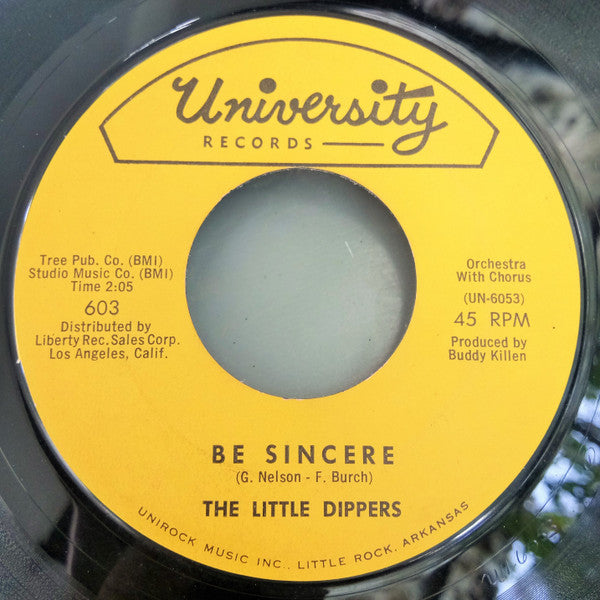 University
RECORDS
Tree Pub. Co. (BMI)
Studio Music Co. (BMI)
Time 2:05
603
Distributed by
Liberty Rec. Sales Corp.
Los Angeles, Calif.
Orchestra
With Chorus
(UN-6053)
45 RPM
Produced by
Buddy Killen
BE SINCERE
(G. Nelson - F. Burch)
THE LITTLE DIPPERS
UNIROCK MUSIC INC., LITTLE ROCK, ARKANSAS